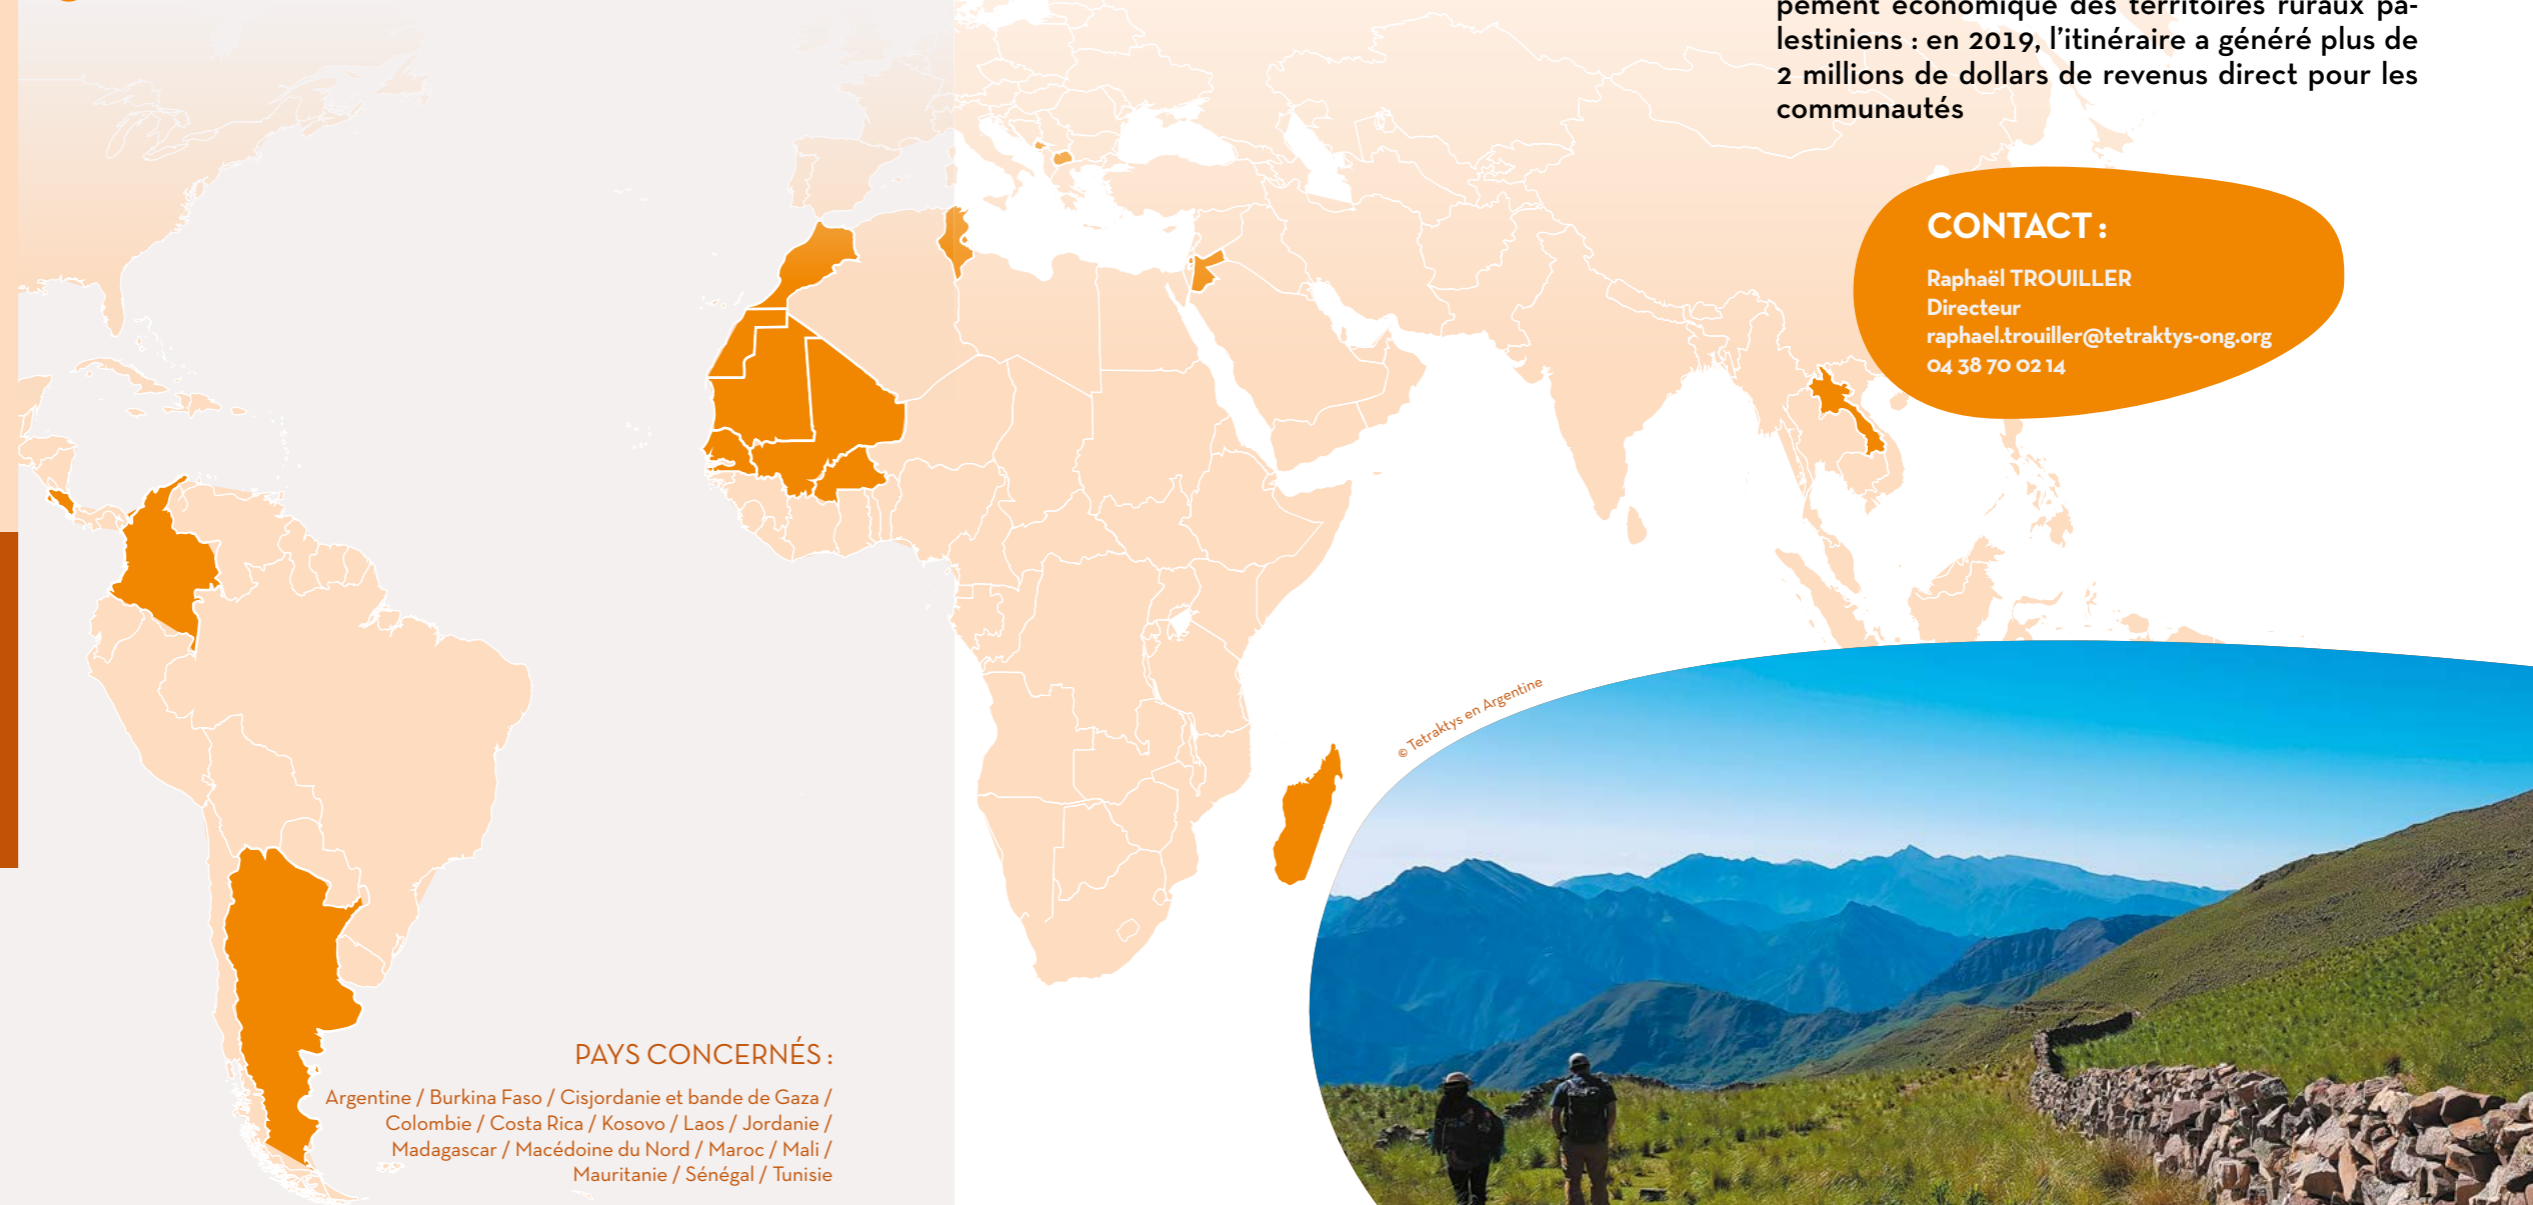 pement économique des territoires ruraux pa-
lestiniens : en 2019, l’itinéraire a généré plus de
2 millions de dollars de revenus direct pour les
communautés
CONTACT :
Raphaël TROUILLER
Directeur
raphael.trouiller@tetraktys-ong.org
04 38 70 02 14
© Tetraktys en Argentine
PAYS CONCERNÉS :
Argentine / Burkina Faso / Cisjordanie et bande de Gaza /
Colombie / Costa Rica / Kosovo / Laos / Jordanie /
Madagascar / Macédoine du Nord / Maroc / Mali /
Mauritanie / Sénégal / Tunisie